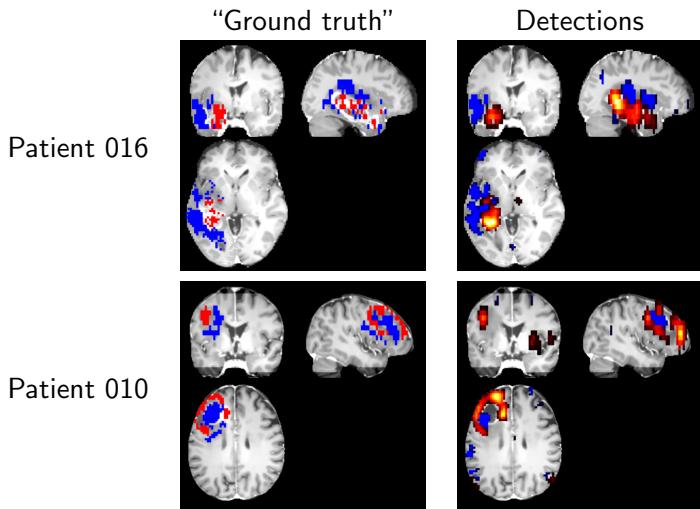 “Ground truth”
Detections
Patient 016
Patient 010